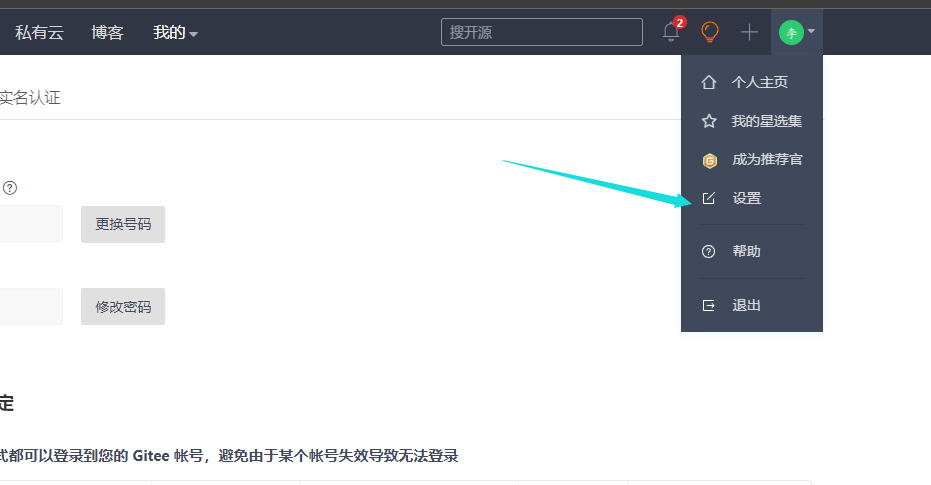 私有云 博客 我的 搜开源 2 李
个人主页
实名认证
我的星选集
G 成为推荐官
设置
更换号码
帮助
修改密码
退出
定
式都可以登录到您的 Gitee 帐号，避免由于某个帐号失效导致无法登录